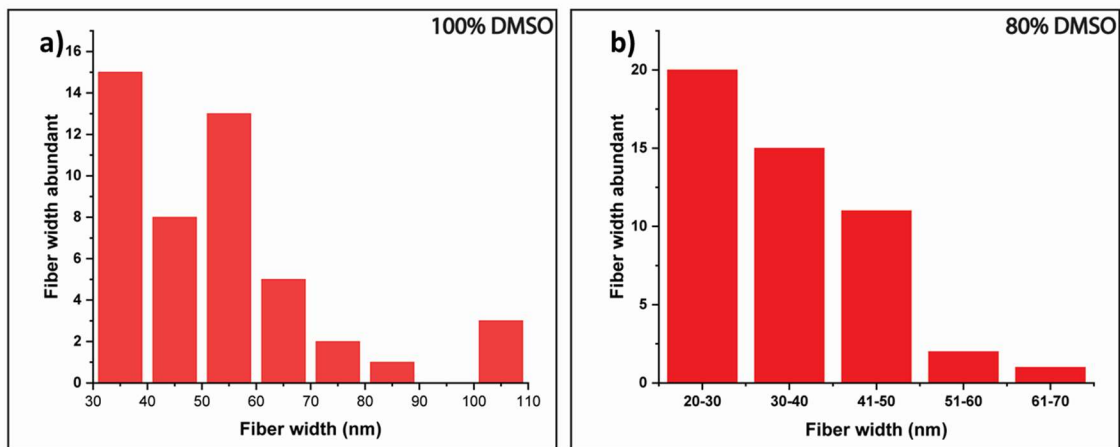 a)
100% DMSO
Fiber width abundant
16
14
12
10
8
6
4
2
0
30 40 50 60 70 80 90 100 110
Fiber width (nm)
b)
80% DMSO
Fiber width abundant
20
15
10
5
0
20-30 30-40 41-50 51-60 61-70
Fiber width (nm)